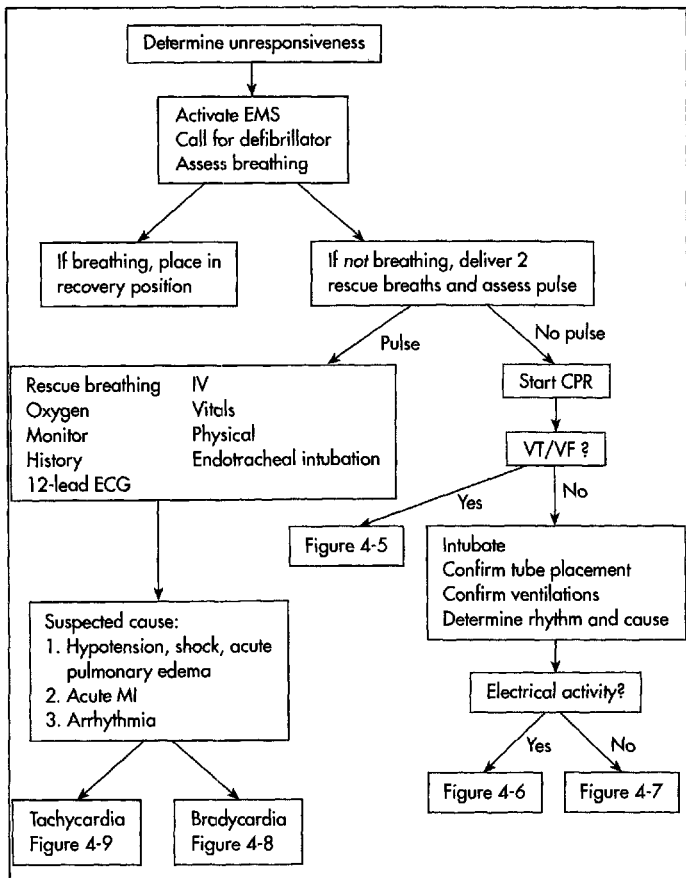 Determine unresponsiveness
Activate EMS
Call for defibrillator
Assess breathing
If breathing, place in
recovery position
If not breathing, deliver 2
rescue breaths and assess pulse
Pulse
No pulse
Rescue breathing IV
Oxygen Vitals
Monitor Physical
History Endotracheal intubation
12-lead ECG
Start CPR
VT/VF ?
Yes
No
Figure 4-5
Intubate
Confirm tube placement
Confirm ventilations
Determine rhythm and cause
Suspected cause:
1. Hypotension, shock, acute
pulmonary edema
2. Acute MI
3. Arrhythmia
Electrical activity?
Yes
No
Figure 4-6
Figure 4-7
Tachycardia
Figure 4-9
Bradycardia
Figure 4-8